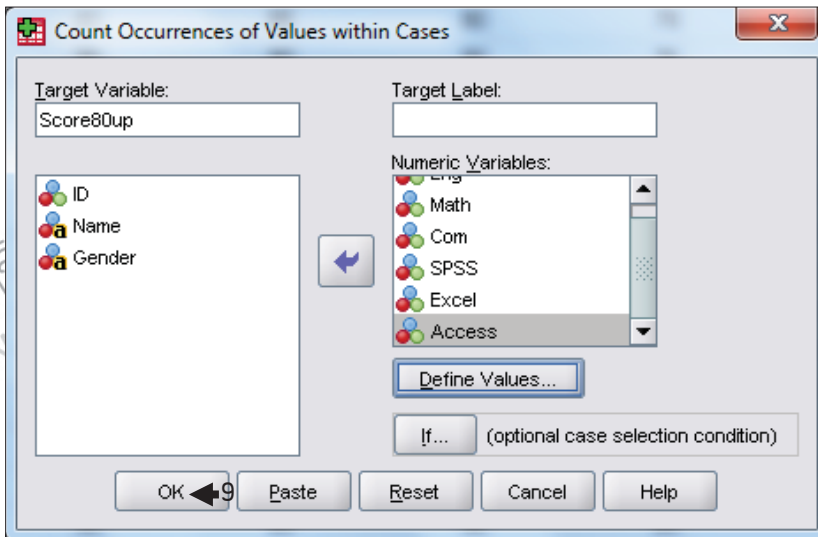 Count Occurrences of Values within Cases
Target Variable:
Score80up
Target Label:
ID
Name
Gender
Numeric Variables:
Eng
Math
Com
SPSS
Excel
Access
Define Values...
If... (optional case selection condition)
OK 9 Paste Reset Cancel Help